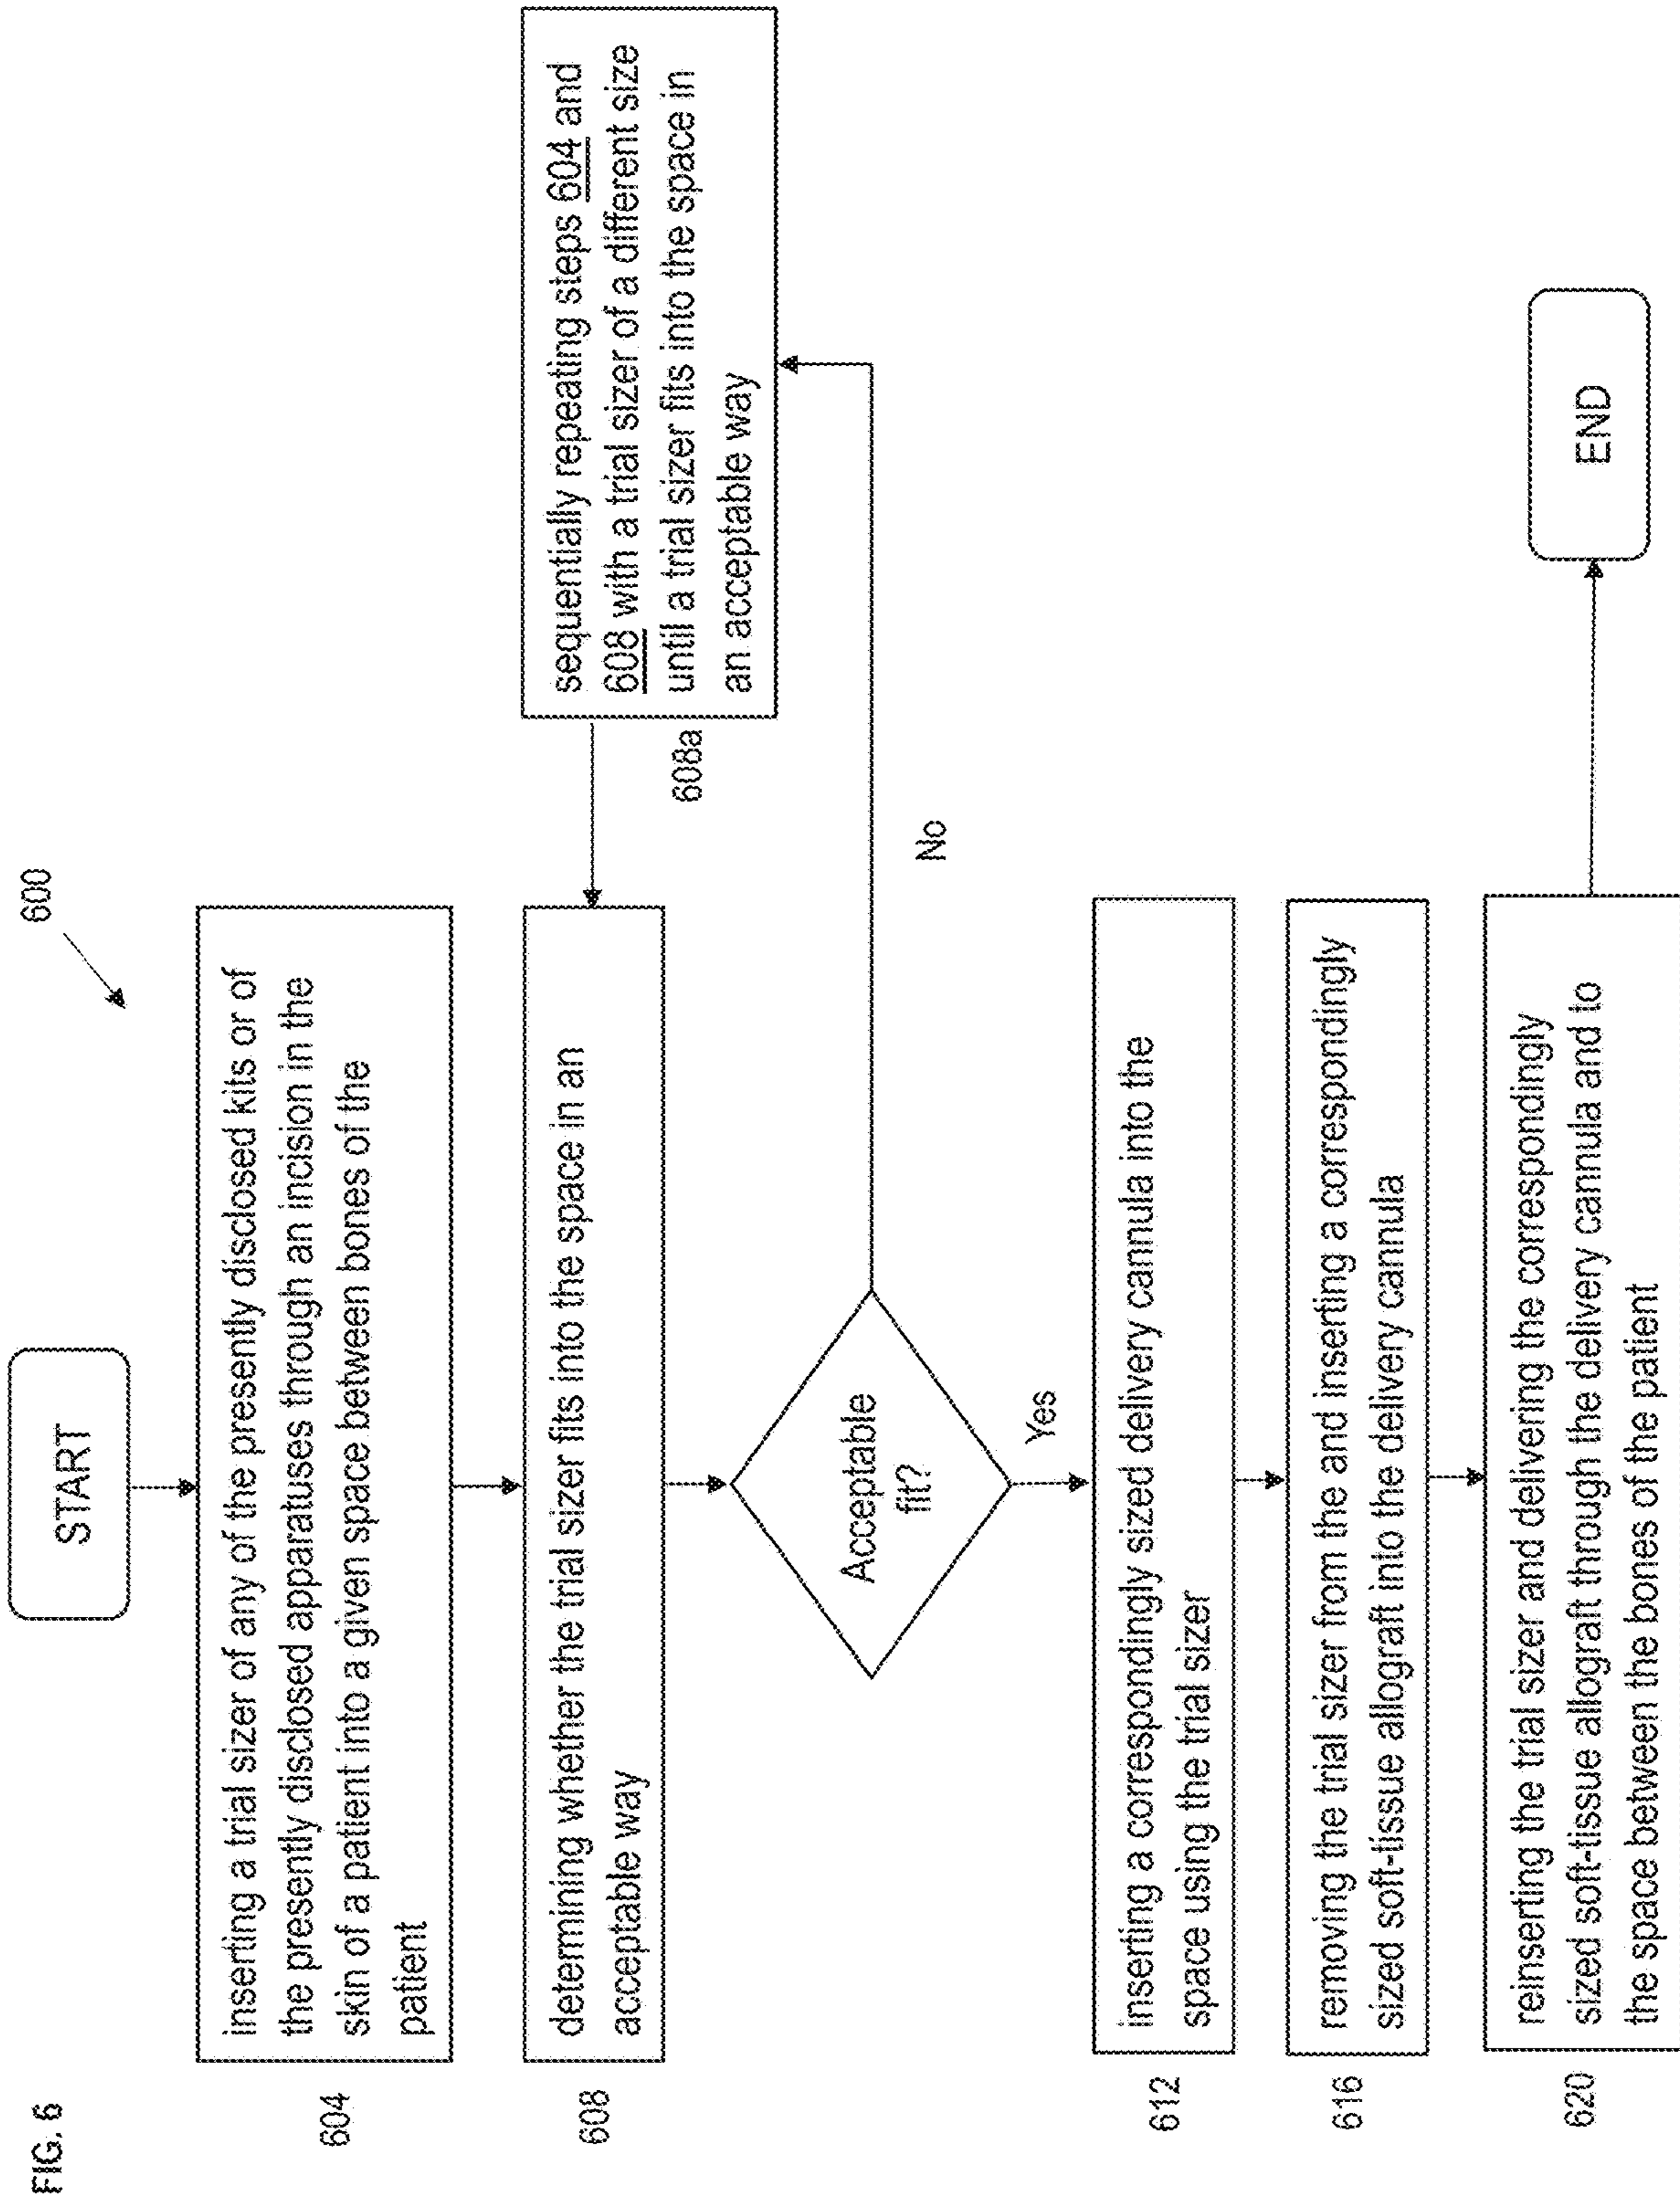 FIG. 6
600
START
604
inserting a trial sizer of any of the presently disclosed kits or of
the presently disclosed apparatuses through an incision in the
skin of a patient into a given space between bones of the
patient
608
determining whether the trial sizer fits into the space in an
acceptable way
608a
sequentially repeating steps 604 and
608 with a trial sizer of a different size
until a trial sizer fits into the space in
an acceptable way
Acceptable
fit?
No
Yes
612
inserting a correspondingly sized delivery cannula into the
space using the trial sizer
616
removing the trial sizer from the and inserting a correspondingly
sized soft-tissue allograft into the delivery cannula
620
reinserting the trial sizer and delivering the correspondingly
sized soft-tissue allograft through the delivery cannula and to
the space between the bones of the patient
END